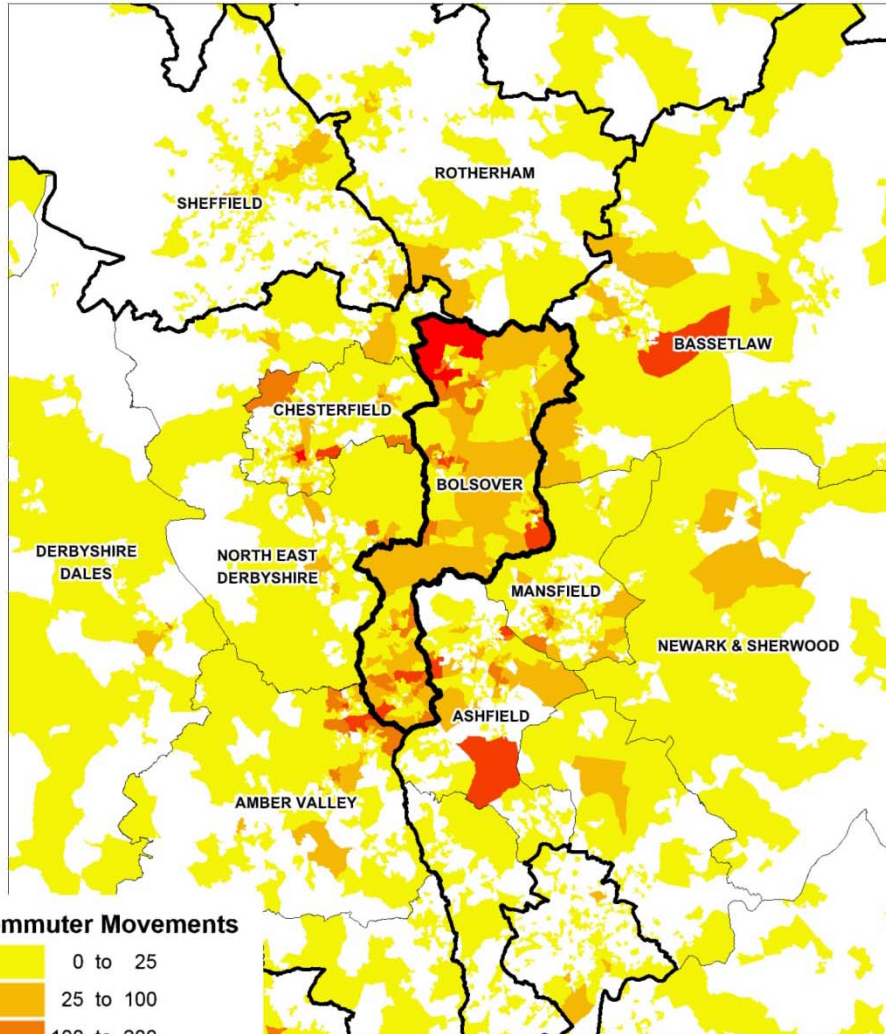 ROTHERHAM
SHEFFIELD
BASSETLAW
CHESTERFIELD
BOLSOVER
DERBYSHIRE
DALES
NORTH EAST
DERBYSHIRE
MANSFIELD
NEWARK & SHERWOOD
ASHFIELD
AMBER VALLEY
mmuter Movements
0 to 25
25 to 100